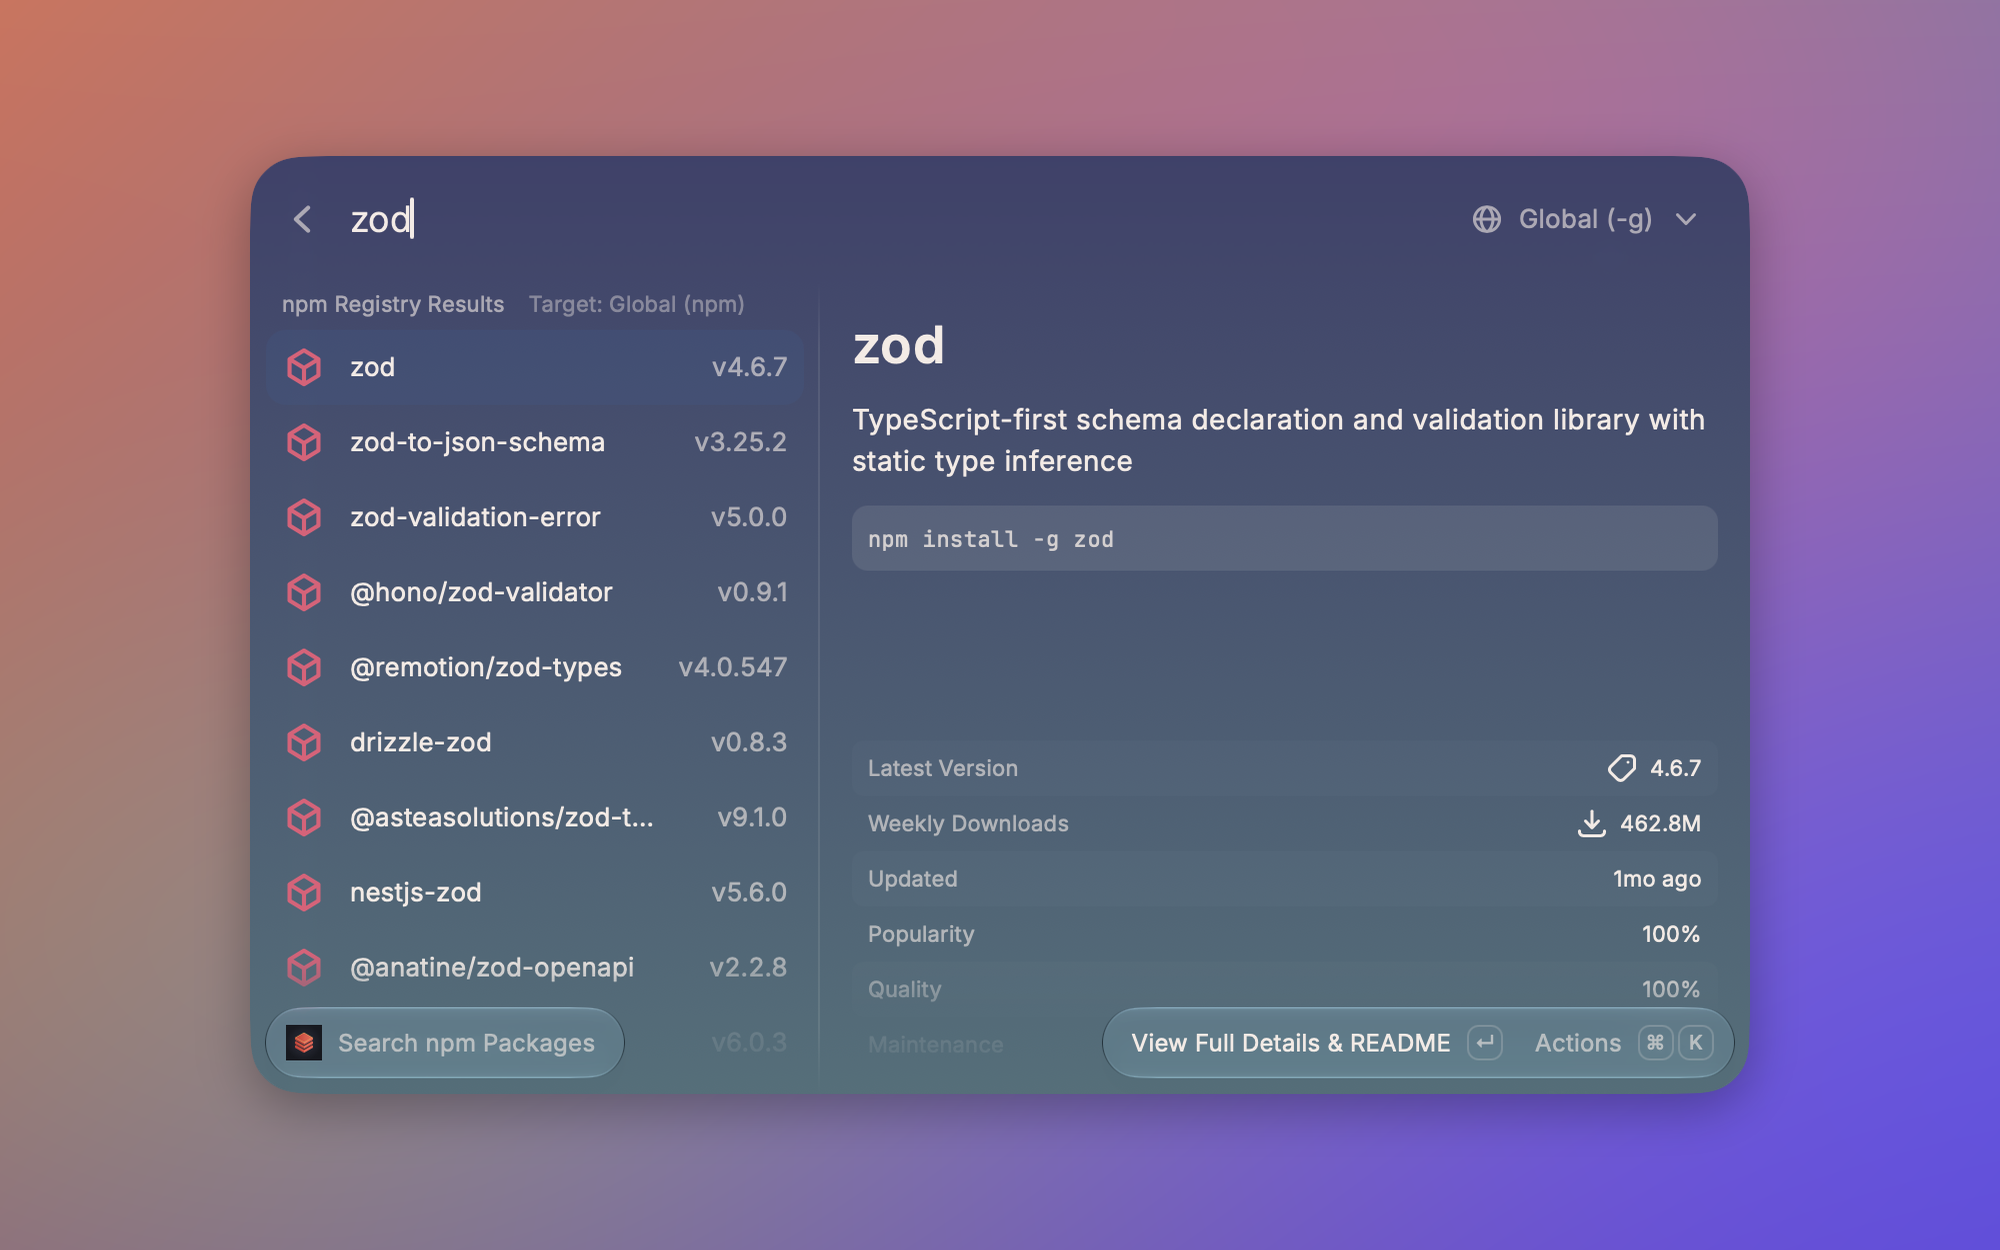 zod
Global (-g)
npm Registry Results Target: Global (npm)
zod v4.6.7
zod-to-json-schema v3.25.2
zod-validation-error v5.0.0
@hono/zod-validator v0.9.1
@remotion/zod-types v4.0.547
drizzle-zod v0.8.3
@asteasolutions/zod-t... v9.1.0
nestjs-zod v5.6.0
@anatine/zod-openapi v2.2.8
v6.0.3
zod
TypeScript-first schema declaration and validation library with
static type inference
npm install -g zod
Latest Version 4.6.7
Weekly Downloads 462.8M
Updated 1mo ago
Popularity 100%
Quality 100%
Maintenance
Search npm Packages
View Full Details & README ↵ Actions ⌘ K